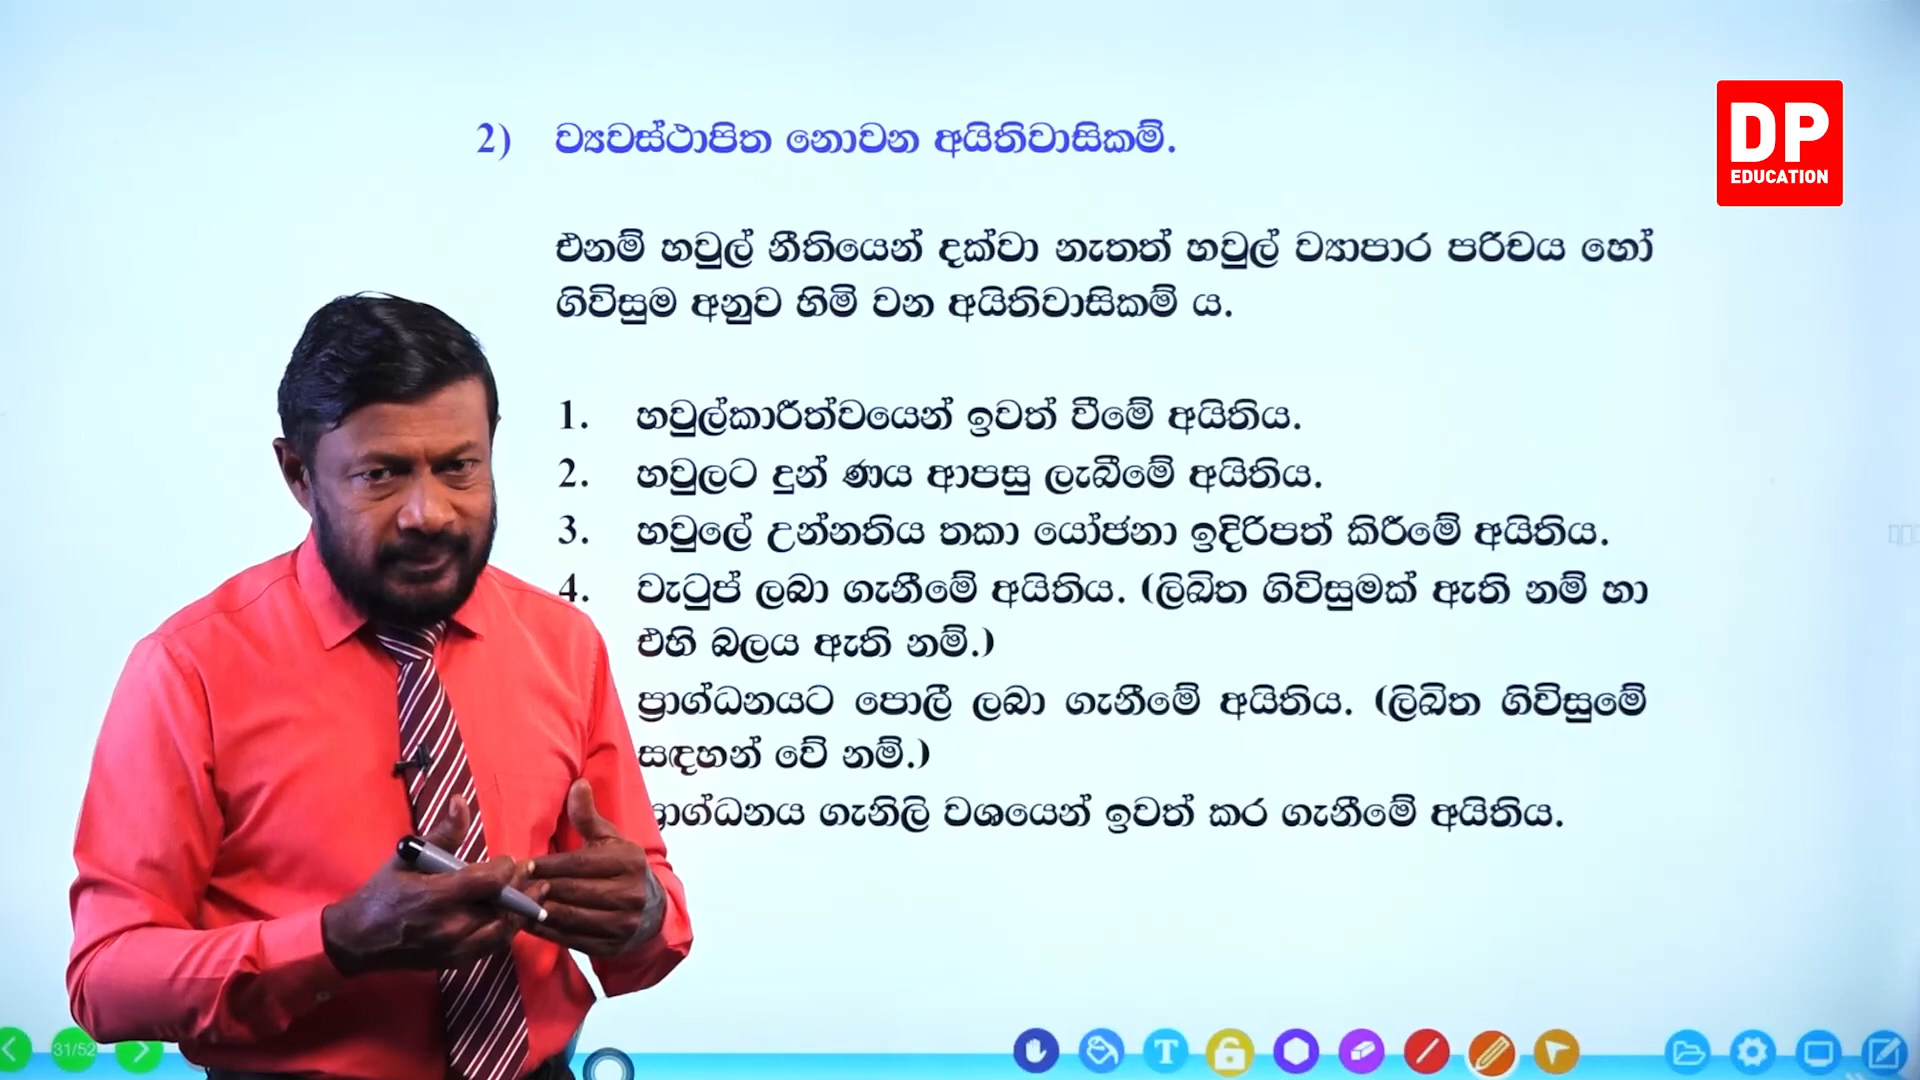 DP
EDUCATION
2) ව්‍යවස්ථාපිත නොවන අයිතිවාසිකම්.
එනම් හවුල් නීතියෙන් දක්වා නැතත් හවුල් ව්‍යාපාර පරිචය හෝ
ගිවිසුම අනුව හිමි වන අයිතිවාසිකම් ය.
1. හවුල්කාරීත්වයෙන් ඉවත් වීමේ අයිතිය.
2. හවුලට දුන් ණය ආපසු ලැබීමේ අයිතිය.
3. හවුලේ උන්නතිය තකා යෝජනා ඉදිරිපත් කිරීමේ අයිතිය.
4. වැටුප් ලබා ගැනීමේ අයිතිය. (ලිඛිත ගිවිසුමක් ඇති නම් හා
එහි බලය ඇති නම්.)
ප්‍රාග්ධනයට පොලී ලබා ගැනීමේ අයිතිය. (ලිඛිත ගිවිසුමේ
සඳහන් වේ නම්.)
ප්‍රාග්ධනය ගැනිලි වශයෙන් ඉවත් කර ගැනීමේ අයිතිය.
31/52
T